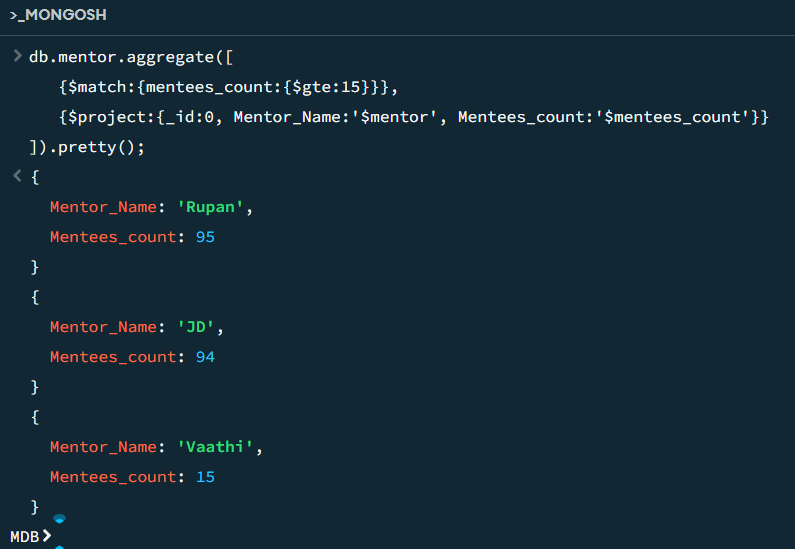 >_MONGOSH
> db.mentor.aggregate([
{$match:{mentees_count:{$gte:15}}},
{$project:{_id:0, Mentor_Name:'$mentor', Mentees_count:'$mentees_count'}}
]).pretty();
< {
Mentor_Name: 'Rupan',
Mentees_count: 95
}
{
Mentor_Name: 'JD',
Mentees_count: 94
}
{
Mentor_Name: 'Vaathi',
Mentees_count: 15
}
MDB>